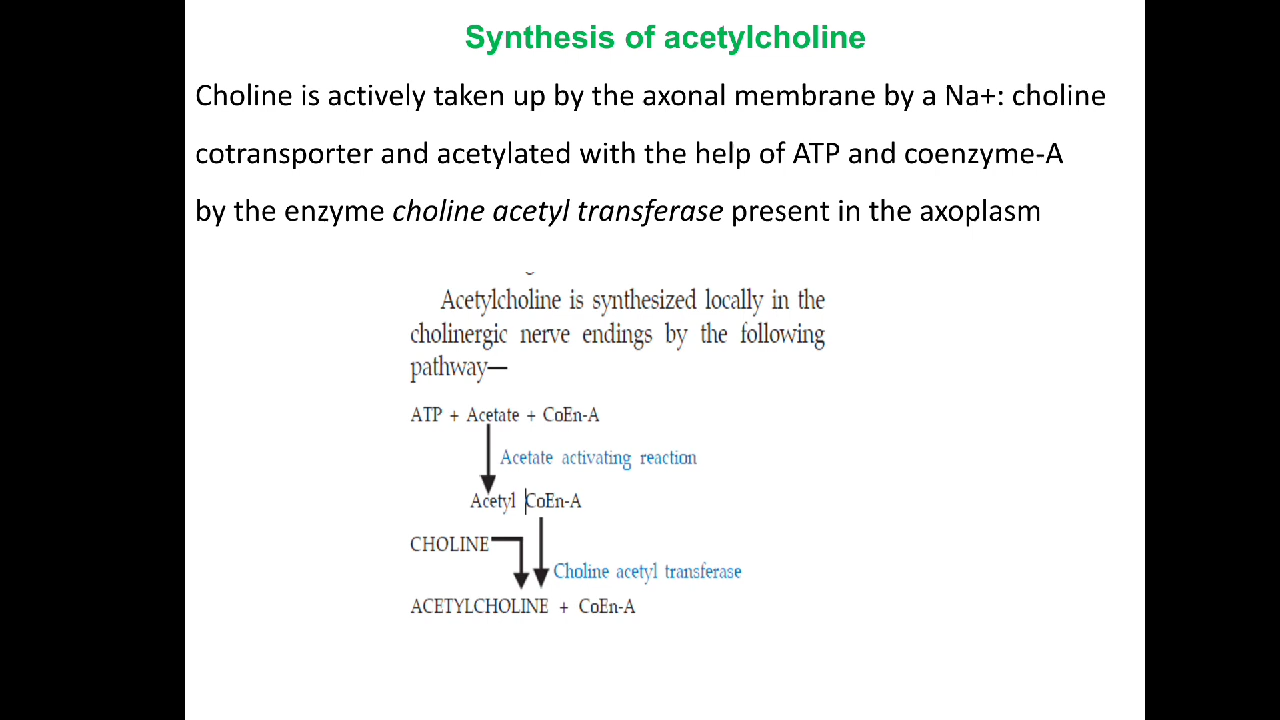 Synthesis of acetylcholine
Choline is actively taken up by the axonal membrane by a Na+: choline
cotransporter and acetylated with the help of ATP and coenzyme-A
by the enzyme choline acetyl transferase present in the axoplasm
Acetylcholine is synthesized locally in the
cholinergic nerve endings by the following
pathway—
ATP + Acetate + CoEn-A
Acetate activating reaction
Acetyl CoEn-A
CHOLINE
Choline acetyl transferase
ACETYLCHOLINE + CoEn-A